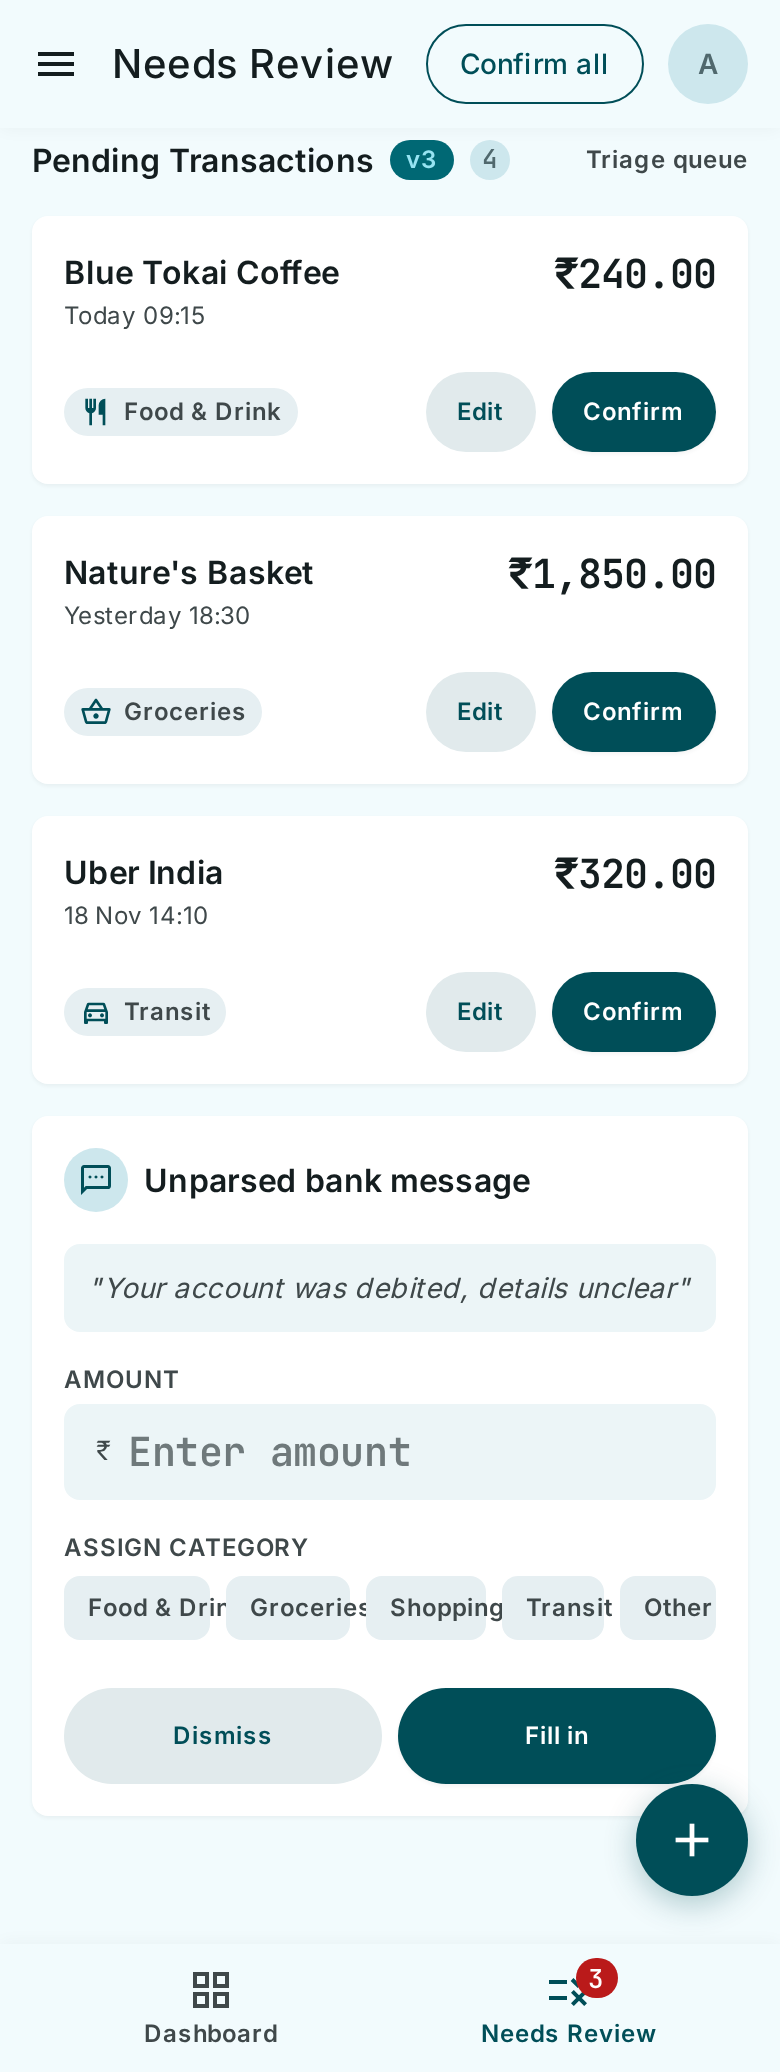 Needs Review
Confirm all
A
Pending Transactions
v3
4
Triage queue
Blue Tokai Coffee
₹240.00
Today 09:15
Food & Drink
Edit
Confirm
Nature's Basket
₹1,850.00
Yesterday 18:30
Groceries
Edit
Confirm
Uber India
₹320.00
18 Nov 14:10
Transit
Edit
Confirm
Unparsed bank message
"Your account was debited, details unclear"
AMOUNT
₹ Enter amount
ASSIGN CATEGORY
Food & Drin
Groceries
Shopping
Transit
Other
Dismiss
Fill in
+
Dashboard
3
Needs Review